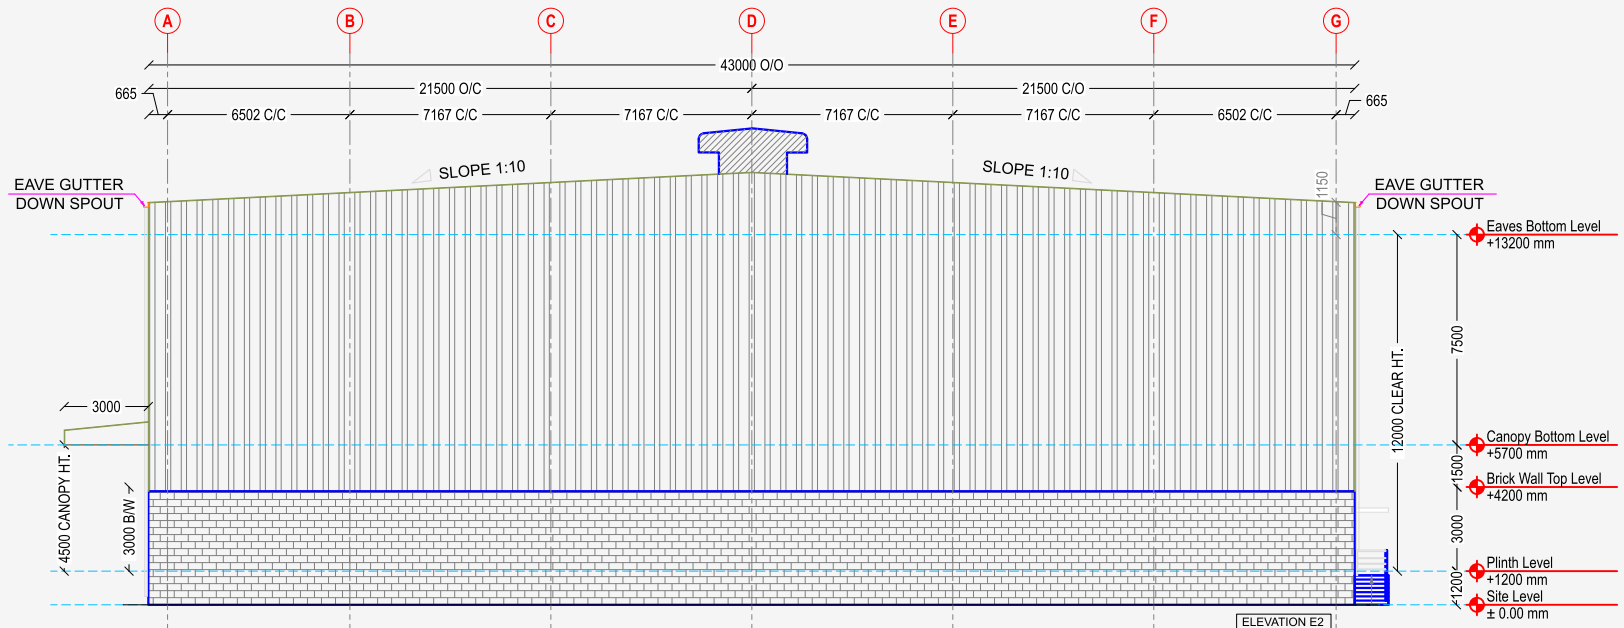 A B C D E F G
43000 O/O
21500 O/C 21500 C/O
665 6502 C/C 7167 C/C 7167 C/C 7167 C/C 7167 C/C 6502 C/C 665
SLOPE 1:10 SLOPE 1:10
EAVE GUTTER
DOWN SPOUT
1150
EAVE GUTTER
DOWN SPOUT
Eaves Bottom Level
+13200 mm
7500
12000 CLEAR HT.
3000
Canopy Bottom Level
+5700 mm
1500
Brick Wall Top Level
+4200 mm
4500 CANOPY HT.
3000 B/W
3000
Plinth Level
+1200 mm
1200
Site Level
± 0.00 mm
ELEVATION E2